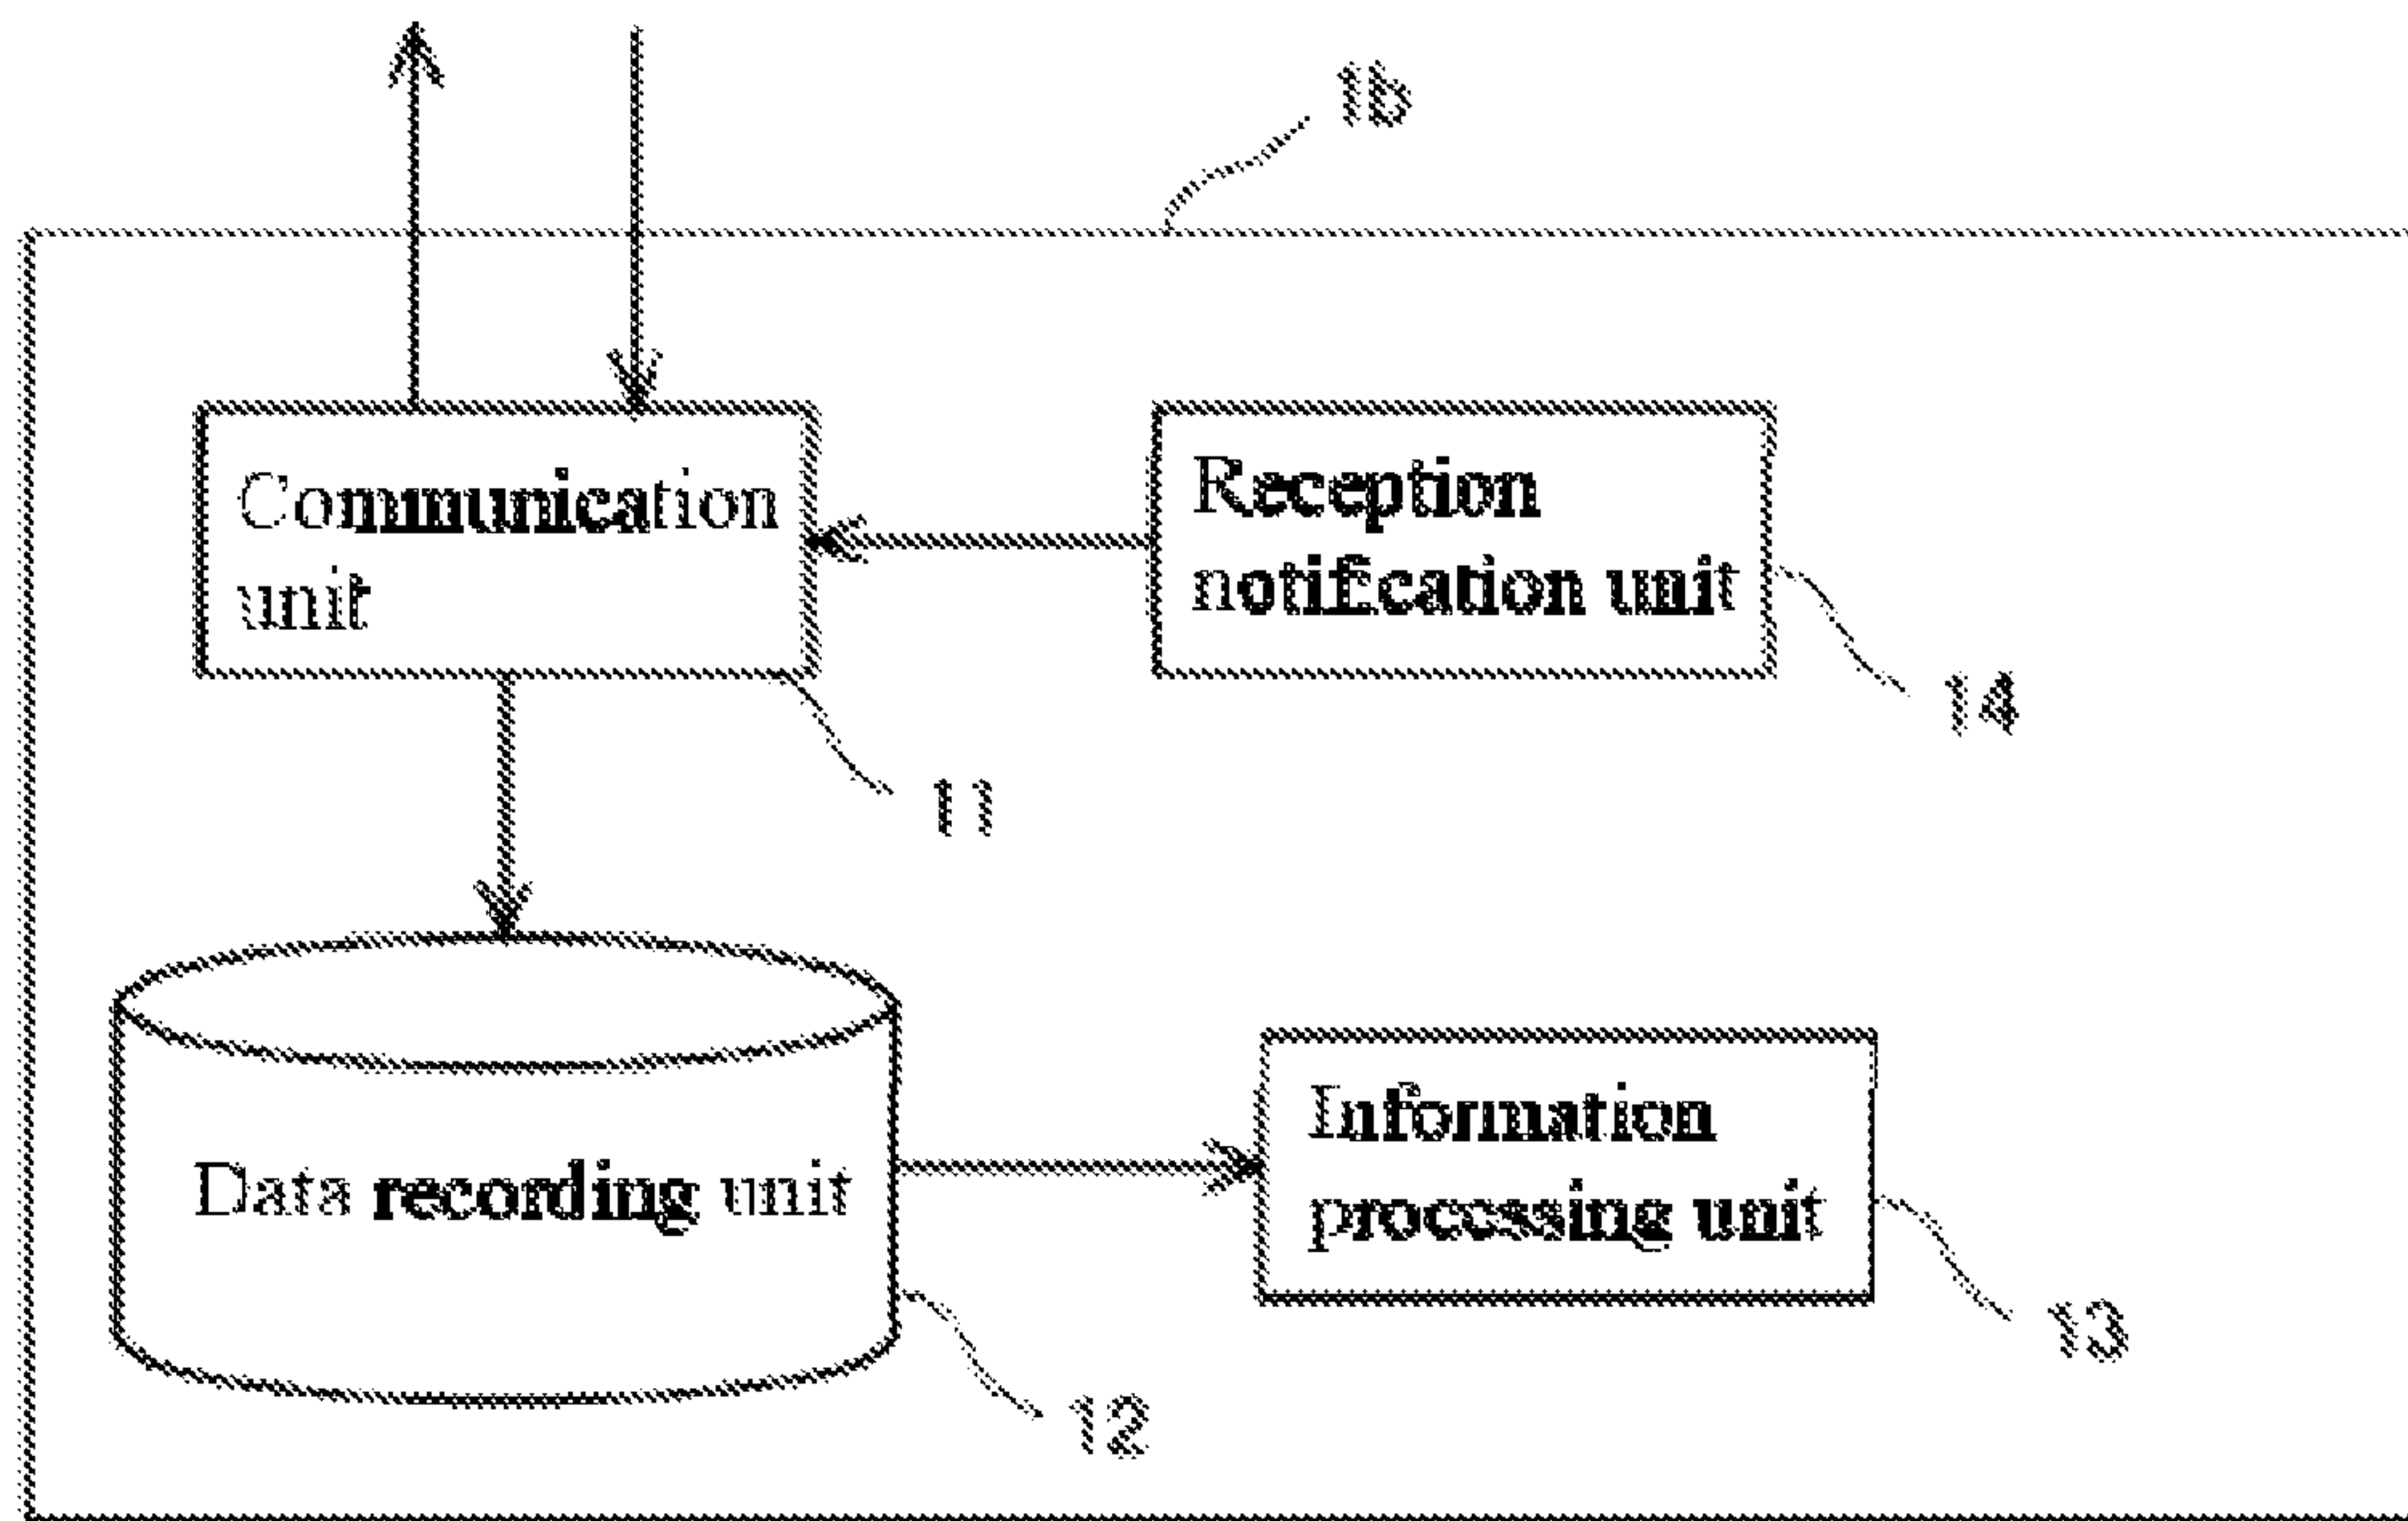 1b
Communication
unit
Reception
notification unit
14
11
Data recording unit
Information
processing unit
13
12